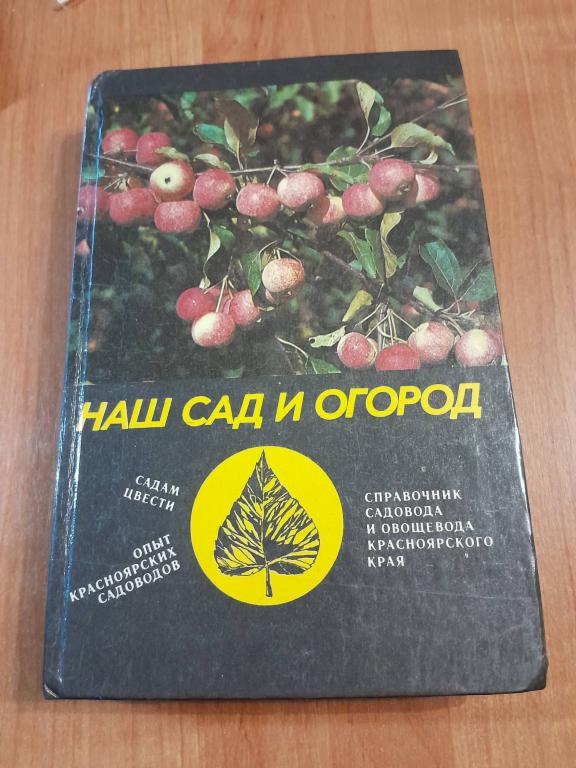 НАШ САД И ОГОРОД
САДАМ
ЦВЕСТИ
ОПЫТ
КРАСНОЯРСКИХ
САДОВОДОВ
СПРАВОЧНИК
САДОВОДА
И ОВОЩЕВОДА
КРАСНОЯРСКОГО
КРАЯ